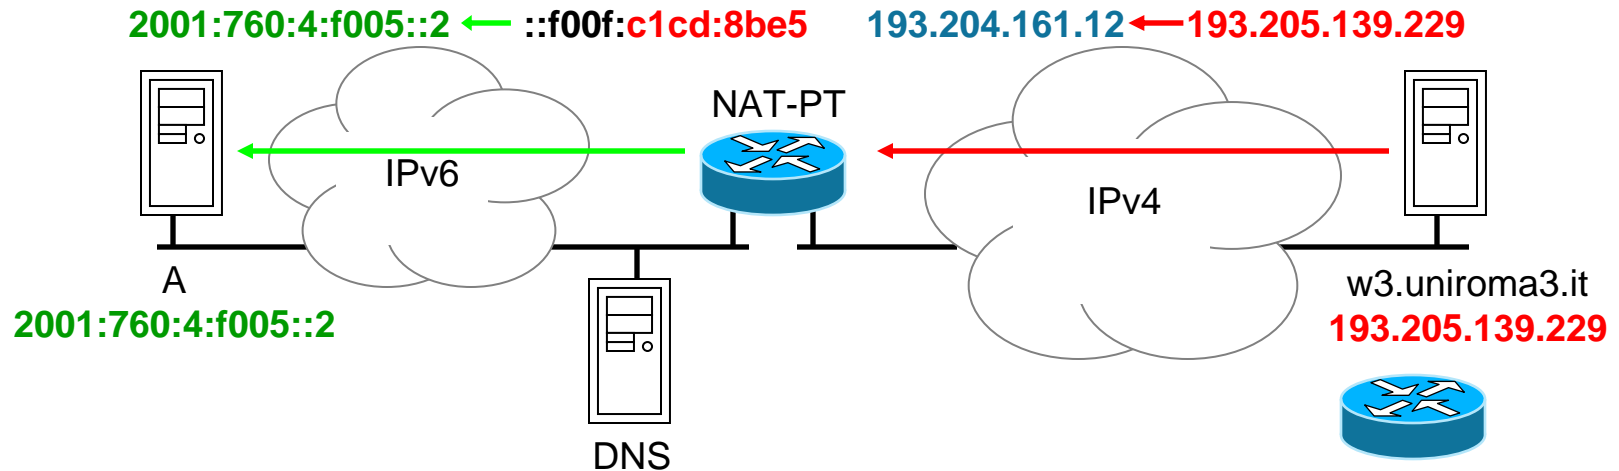 2001:760:4:f005::2 ::f00f:c1cd:8be5 193.204.161.12 193.205.139.229
NAT-PT
IPv6
IPv4
A
w3.uniroma3.it
2001:760:4:f005::2
193.205.139.229
DNS